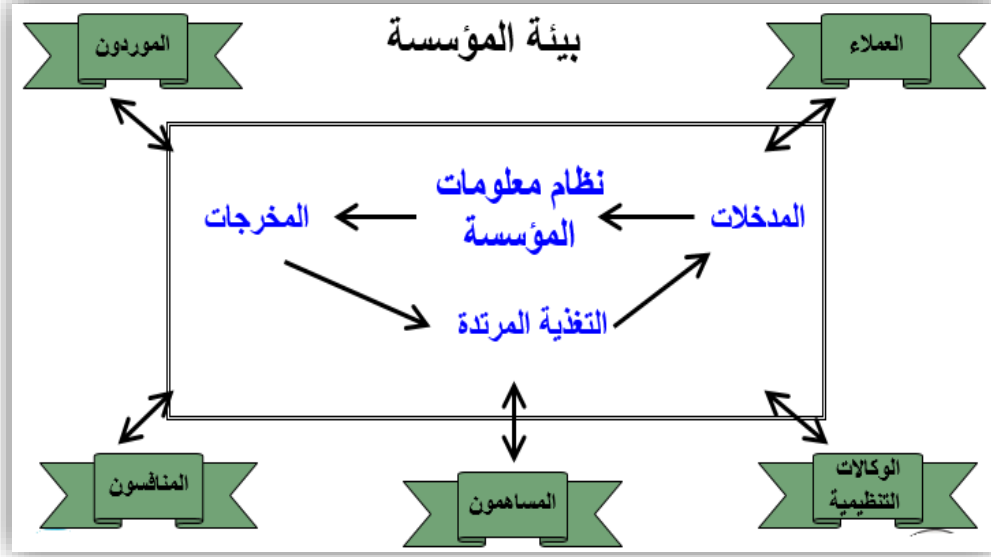 بيئة المؤسسة
العملاء
الموردون
نظام معلومات
المؤسسة
المدخلات
المخرجات
التغذية المرتدة
الوكالات
التنظيمية
المساهمون
المنافسون